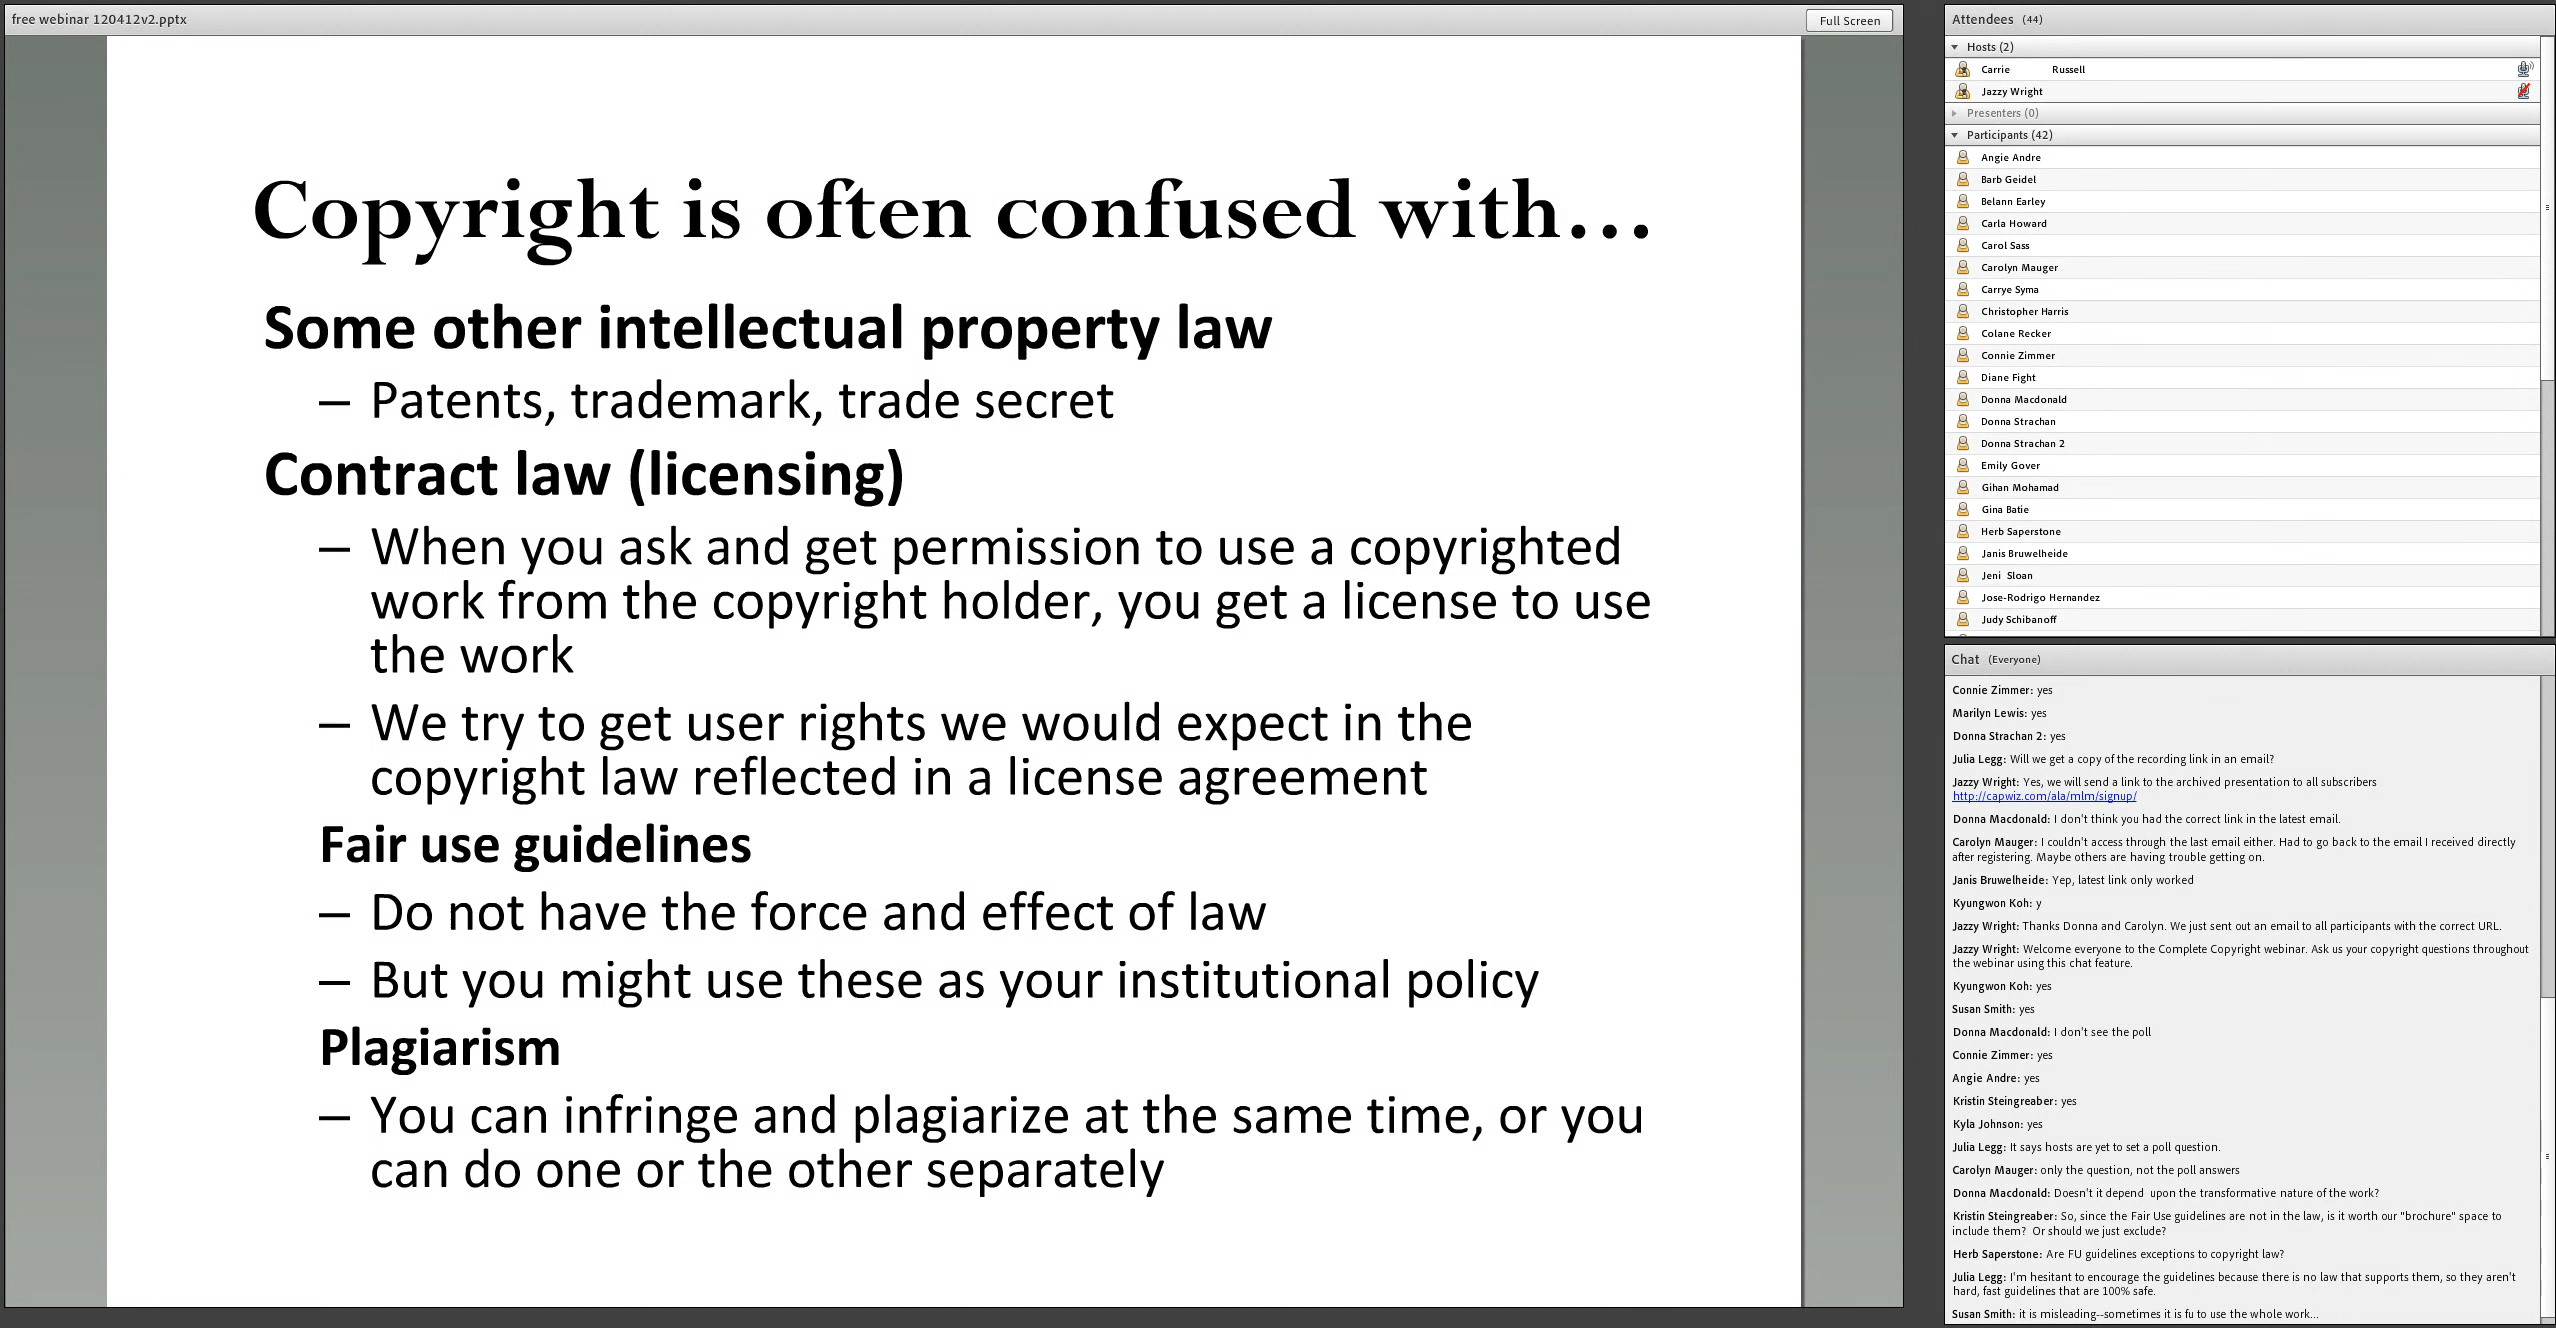 free webinar 120412v2.pptx
Full Screen
Copyright is often confused with…
Some other intellectual property law
– Patents, trademark, trade secret
Contract law (licensing)
– When you ask and get permission to use a copyrighted
work from the copyright holder, you get a license to use
the work
– We try to get user rights we would expect in the
copyright law reflected in a license agreement
Fair use guidelines
– Do not have the force and effect of law
– But you might use these as your institutional policy
Plagiarism
– You can infringe and plagiarize at the same time, or you
can do one or the other separately
Attendees (44)
Hosts (2)
Carrie Russell
Jazzy Wright
Presenters (0)
Participants (42)
Angie Andre
Barb Geidel
Belann Earley
Carla Howard
Carol Sass
Carolyn Mauger
Carrye Syma
Christopher Harris
Colane Recker
Connie Zimmer
Diane Fight
Donna Macdonald
Donna Strachan
Donna Strachan 2
Emily Gover
Gihan Mohamad
Gina Batie
Herb Saperstone
Janis Bruwelheide
Jeni Sloan
Jose-Rodrigo Hernandez
Judy Schibanoff
Chat (Everyone)
Connie Zimmer: yes
Marilyn Lewis: yes
Donna Strachan 2: yes
Julia Legg: Will we get a copy of the recording link in an email?
Jazzy Wright: Yes, we will send a link to the archived presentation to all subscribers
http://capwiz.com/ala/mlm/signup/
Donna Macdonald: I don't think you had the correct link in the latest email.
Carolyn Mauger: I couldn't access through the last email either. Had to go back to the email I received directly
after registering. Maybe others are having trouble getting on.
Janis Bruwelheide: Yep, latest link only worked
Kyungwon Koh: y
Jazzy Wright: Thanks Donna and Carolyn. We just sent out an email to all participants with the correct URL.
Jazzy Wright: Welcome everyone to the Complete Copyright webinar. Ask us your copyright questions throughout
the webinar using this chat feature.
Kyungwon Koh: yes
Susan Smith: yes
Donna Macdonald: I don't see the poll
Connie Zimmer: yes
Angie Andre: yes
Kristin Steingreaber: yes
Kyla Johnson: yes
Julia Legg: It says hosts are yet to set a poll question.
Carolyn Mauger: only the question, not the poll answers
Donna Macdonald: Doesn't it depend upon the transformative nature of the work?
Kristin Steingreaber: So, since the Fair Use guidelines are not in the law, is it worth our "brochure" space to
include them? Or should we just exclude?
Herb Saperstone: Are FU guidelines exceptions to copyright law?
Julia Legg: I'm hesitant to encourage the guidelines because there is no law that supports them, so they aren't
hard, fast guidelines that are 100% safe.
Susan Smith: it is misleading--sometimes it is fu to use the whole work...